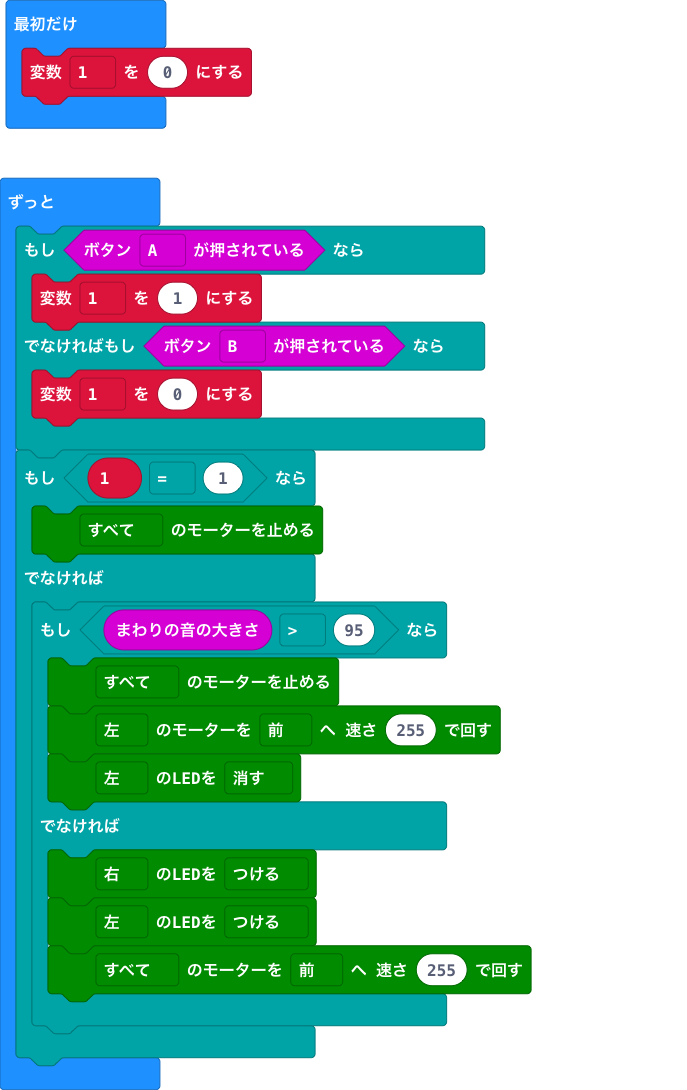 最初だけ
変数 1 を 0 にする
ずっと
もし ボタン A が押されている なら
変数 1 を 1 にする
でなければもし ボタン B が押されている なら
変数 1 を 0 にする
もし 1 = 1 なら
すべて のモーターを止める
でなければ
もし まわりの音の大きさ > 95 なら
すべて のモーターを止める
左 のモーターを 前 へ 速さ 255 で回す
左 のLEDを 消す
でなければ
右 のLEDを つける
左 のLEDを つける
すべて のモーターを 前 へ 速さ 255 で回す